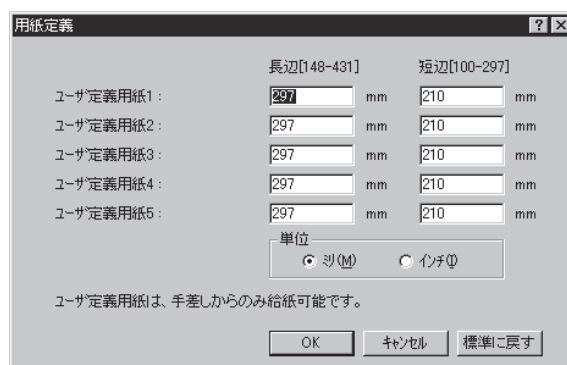 用紙定義
長辺[148-431] 短辺[100-297]
ﾕｰｻﾞ定義用紙1: 297 mm 210 mm
ﾕｰｻﾞ定義用紙2: 297 mm 210 mm
ﾕｰｻﾞ定義用紙3: 297 mm 210 mm
ﾕｰｻﾞ定義用紙4: 297 mm 210 mm
ﾕｰｻﾞ定義用紙5: 297 mm 210 mm
単位
ﾐﾘ(M) ｲﾝﾁ(I)
ﾕｰｻﾞ定義用紙は、手差しからのみ給紙可能です。
OK ｷｬﾝｾﾙ 標準に戻す